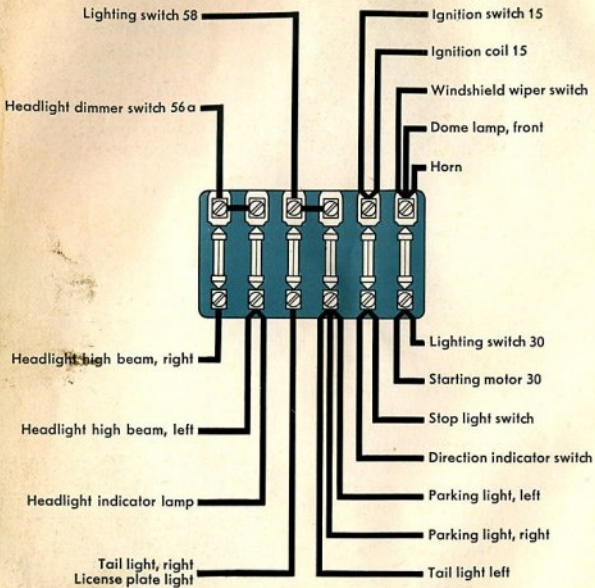 Lighting switch 58
Headlight dimmer switch 56a
Ignition switch 15
Ignition coil 15
Windshield wiper switch
Dome lamp, front
Horn
Headlight high beam, right
Headlight high beam, left
Headlight indicator lamp
Tail light, right
License plate light
Lighting switch 30
Starting motor 30
Stop light switch
Direction indicator switch
Parking light, left
Parking light, right
Tail light left